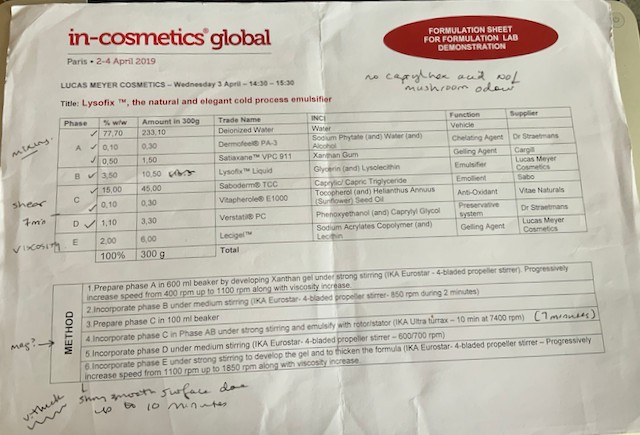 in-cosmetics® global
Paris • 2-4 April 2019
FORMULATION SHEET
FOR FORMULATION LAB
DEMONSTRATION
LUCAS MEYER COSMETICS – Wednesday 3 April – 14:30 – 15:30
no caprylhex acid
mushroom odour
Title: Lysofix ™, the natural and elegant cold process emulsifier
Phase % w/w Amount in 300g Trade Name INCI Function Supplier
A 77,70 233,10 Deionized Water Water Vehicle
0,10 0,30 Dermofeel® PA-3 Sodium Phytate (and) Water (and) Alcohol Chelating Agent Dr Straetmans
0,50 1,50 Satiaxane™ VPC 911 Xanthan Gum Gelling Agent Cargill
B 3,50 10,50 Lysofix™ Liquid Glycerin (and) Lysolecithin Emulsifier Lucas Meyer Cosmetics
C 15,00 45,00 Saboderm® TCC Caprylic/ Capric Triglyceride Emollient Sabo
0,10 0,30 Vitapherole® E1000 Tocopherol (and) Helianthus Annuus (Sunflower) Seed Oil Anti-Oxidant Vitae Naturals
D 1,10 3,30 Verstatil® PC Phenoxyethanol (and) Caprylyl Glycol Preservative system Dr Straetmans
E 2,00 6,00 Lecigel™ Sodium Acrylates Copolymer (and) Lecithin Gelling Agent Lucas Meyer Cosmetics
100% 300 g Total
shear
7 mis
viscosity
METHOD
1.Prepare phase A in 600 ml beaker by developing Xanthan gel under strong stirring (IKA Eurostar - 4-bladed propeller stirrer). Progressively
increase speed from 400 rpm up to 1100 rpm along with viscosity increase.
2.Incorporate phase B under medium stirring (IKA Eurostar- 4-bladed propeller stirrer- 850 rpm during 2 minutes)
3.Prepare phase C in 100 ml beaker
4.Incorporate phase C in Phase AB under strong stirring and emulsify with rotor/stator (IKA Ultra turrax – 10 min at 7400 rpm) (7 minutes)
5.Incorporate phase D under medium stirring (IKA Eurostar- 4-bladed propeller stirrer – 600/700 rpm)
6.Incorporate phase E under strong stirring to develop the gel and to thicken the formula (IKA Eurostar- 4-bladed propeller stirrer – Progressively
increase speed from 1100 rpm up to 1850 rpm along with viscosity increase.
mag? →
v. thick
shiny smooth surface
up to 10 minutes